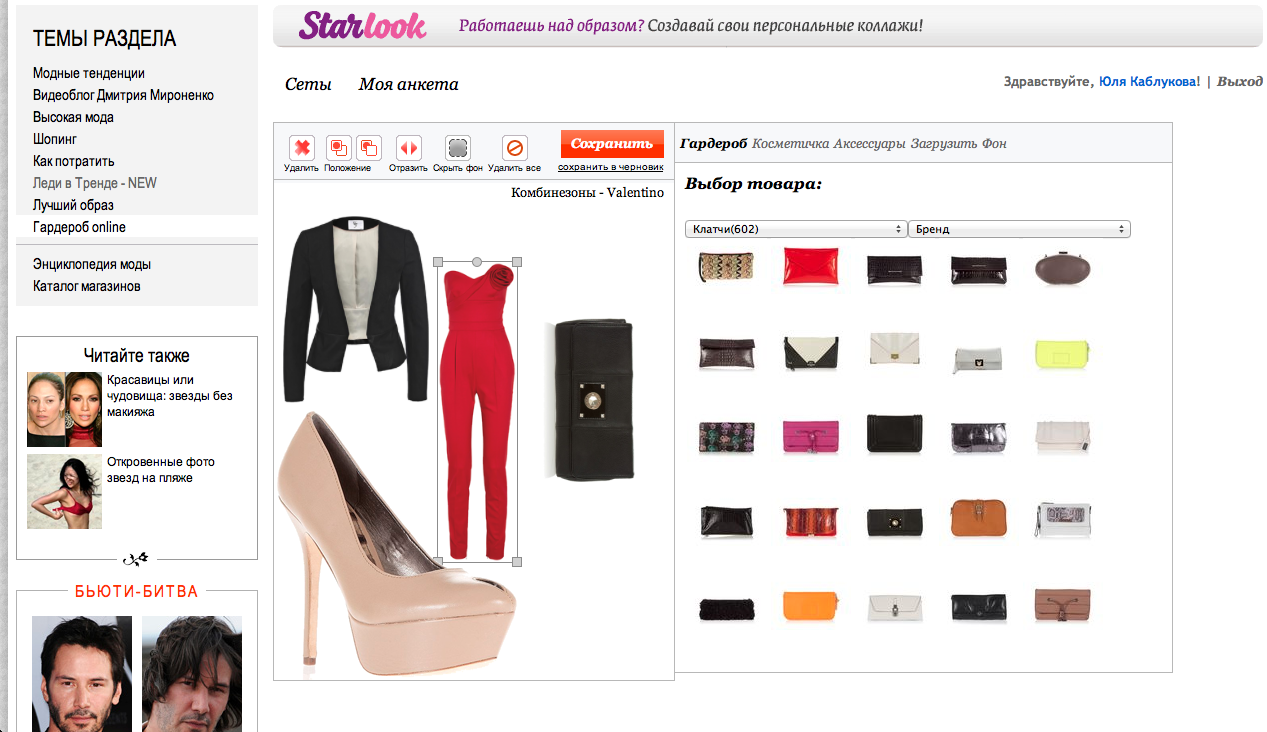 ТЕМЫ РАЗДЕЛА
Модные тенденции
Видеоблог Дмитрия Мироненко
Высокая мода
Шопинг
Как потратить
Леди в Тренде - NEW
Лучший образ
Гардероб online
Энциклопедия моды
Каталог магазинов
Читайте также
Красавицы или
чудовища: звезды без
макияжа
Откровенные фото
звезд на пляже
БЬЮТИ-БИТВА
Starlook Работаешь над образом? Создавай свои персональные коллажи!
Сеты Моя анкета
Здравствуйте, Юля Каблукова! | Выход
Удалить Положение Отразить Скрыть фон Удалить все
Сохранить
сохранить в черновик
Комбинезоны - Valentino
Гардероб Косметичка Аксессуары Загрузить Фон
Выбор товара:
Клатчи(602) Бренд